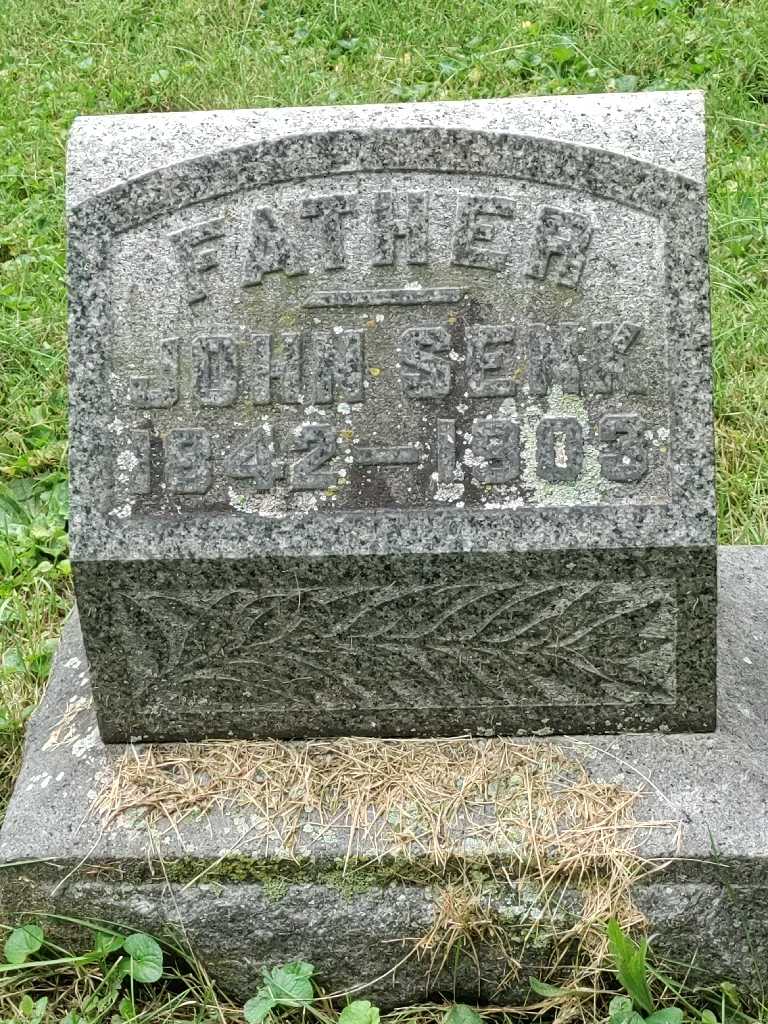 FATHER
JOHN SENK
1842–1903